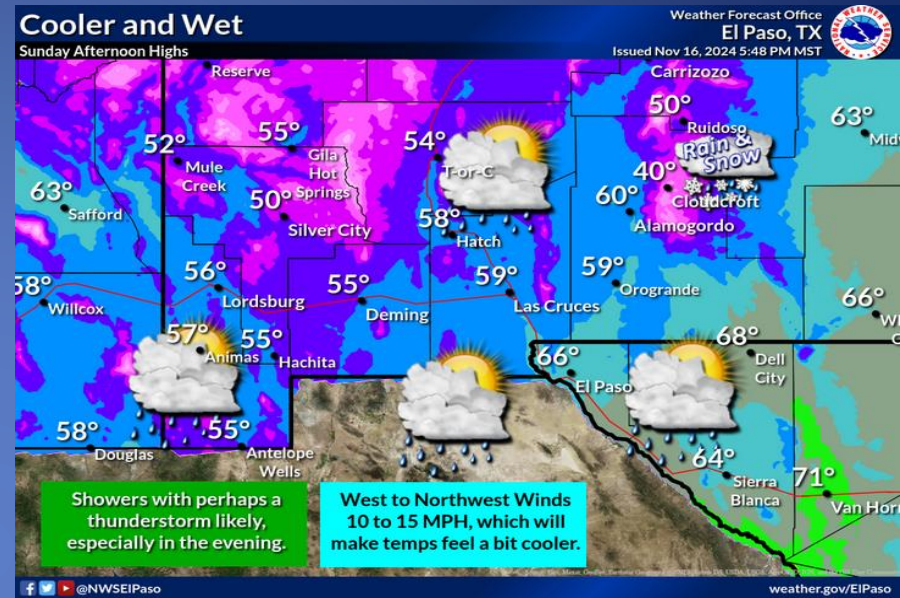 Cooler and Wet
Sunday Afternoon Highs
Weather Forecast Office
El Paso, TX
Issued Nov 16, 2024 5:48 PM MST
NATIONAL WEATHER SERVICE
Reserve
Carrizozo
50°
Ruidoso
63°
52°
55°
54°
Mule
Creek
Gila
Hot
Springs
T-or-C
Rain &
Snow
40°
Cloudcroft
63°
Safford
50°
Silver City
58°
Hatch
60°
Alamogordo
58°
Willcox
56°
Lordsburg
55°
Deming
59°
Las Cruces
59°
Orogrande
66°
57°
Animas
55°
Hachita
66°
El Paso
68°
Dell
City
58°
Douglas
55°
Antelope
Wells
64°
Sierra
Blanca
71°
Van Hor
Showers with perhaps a
thunderstorm likely,
especially in the evening.
West to Northwest Winds
10 to 15 MPH, which will
make temps feel a bit cooler.
@NWSElPaso
weather.gov/ElPaso